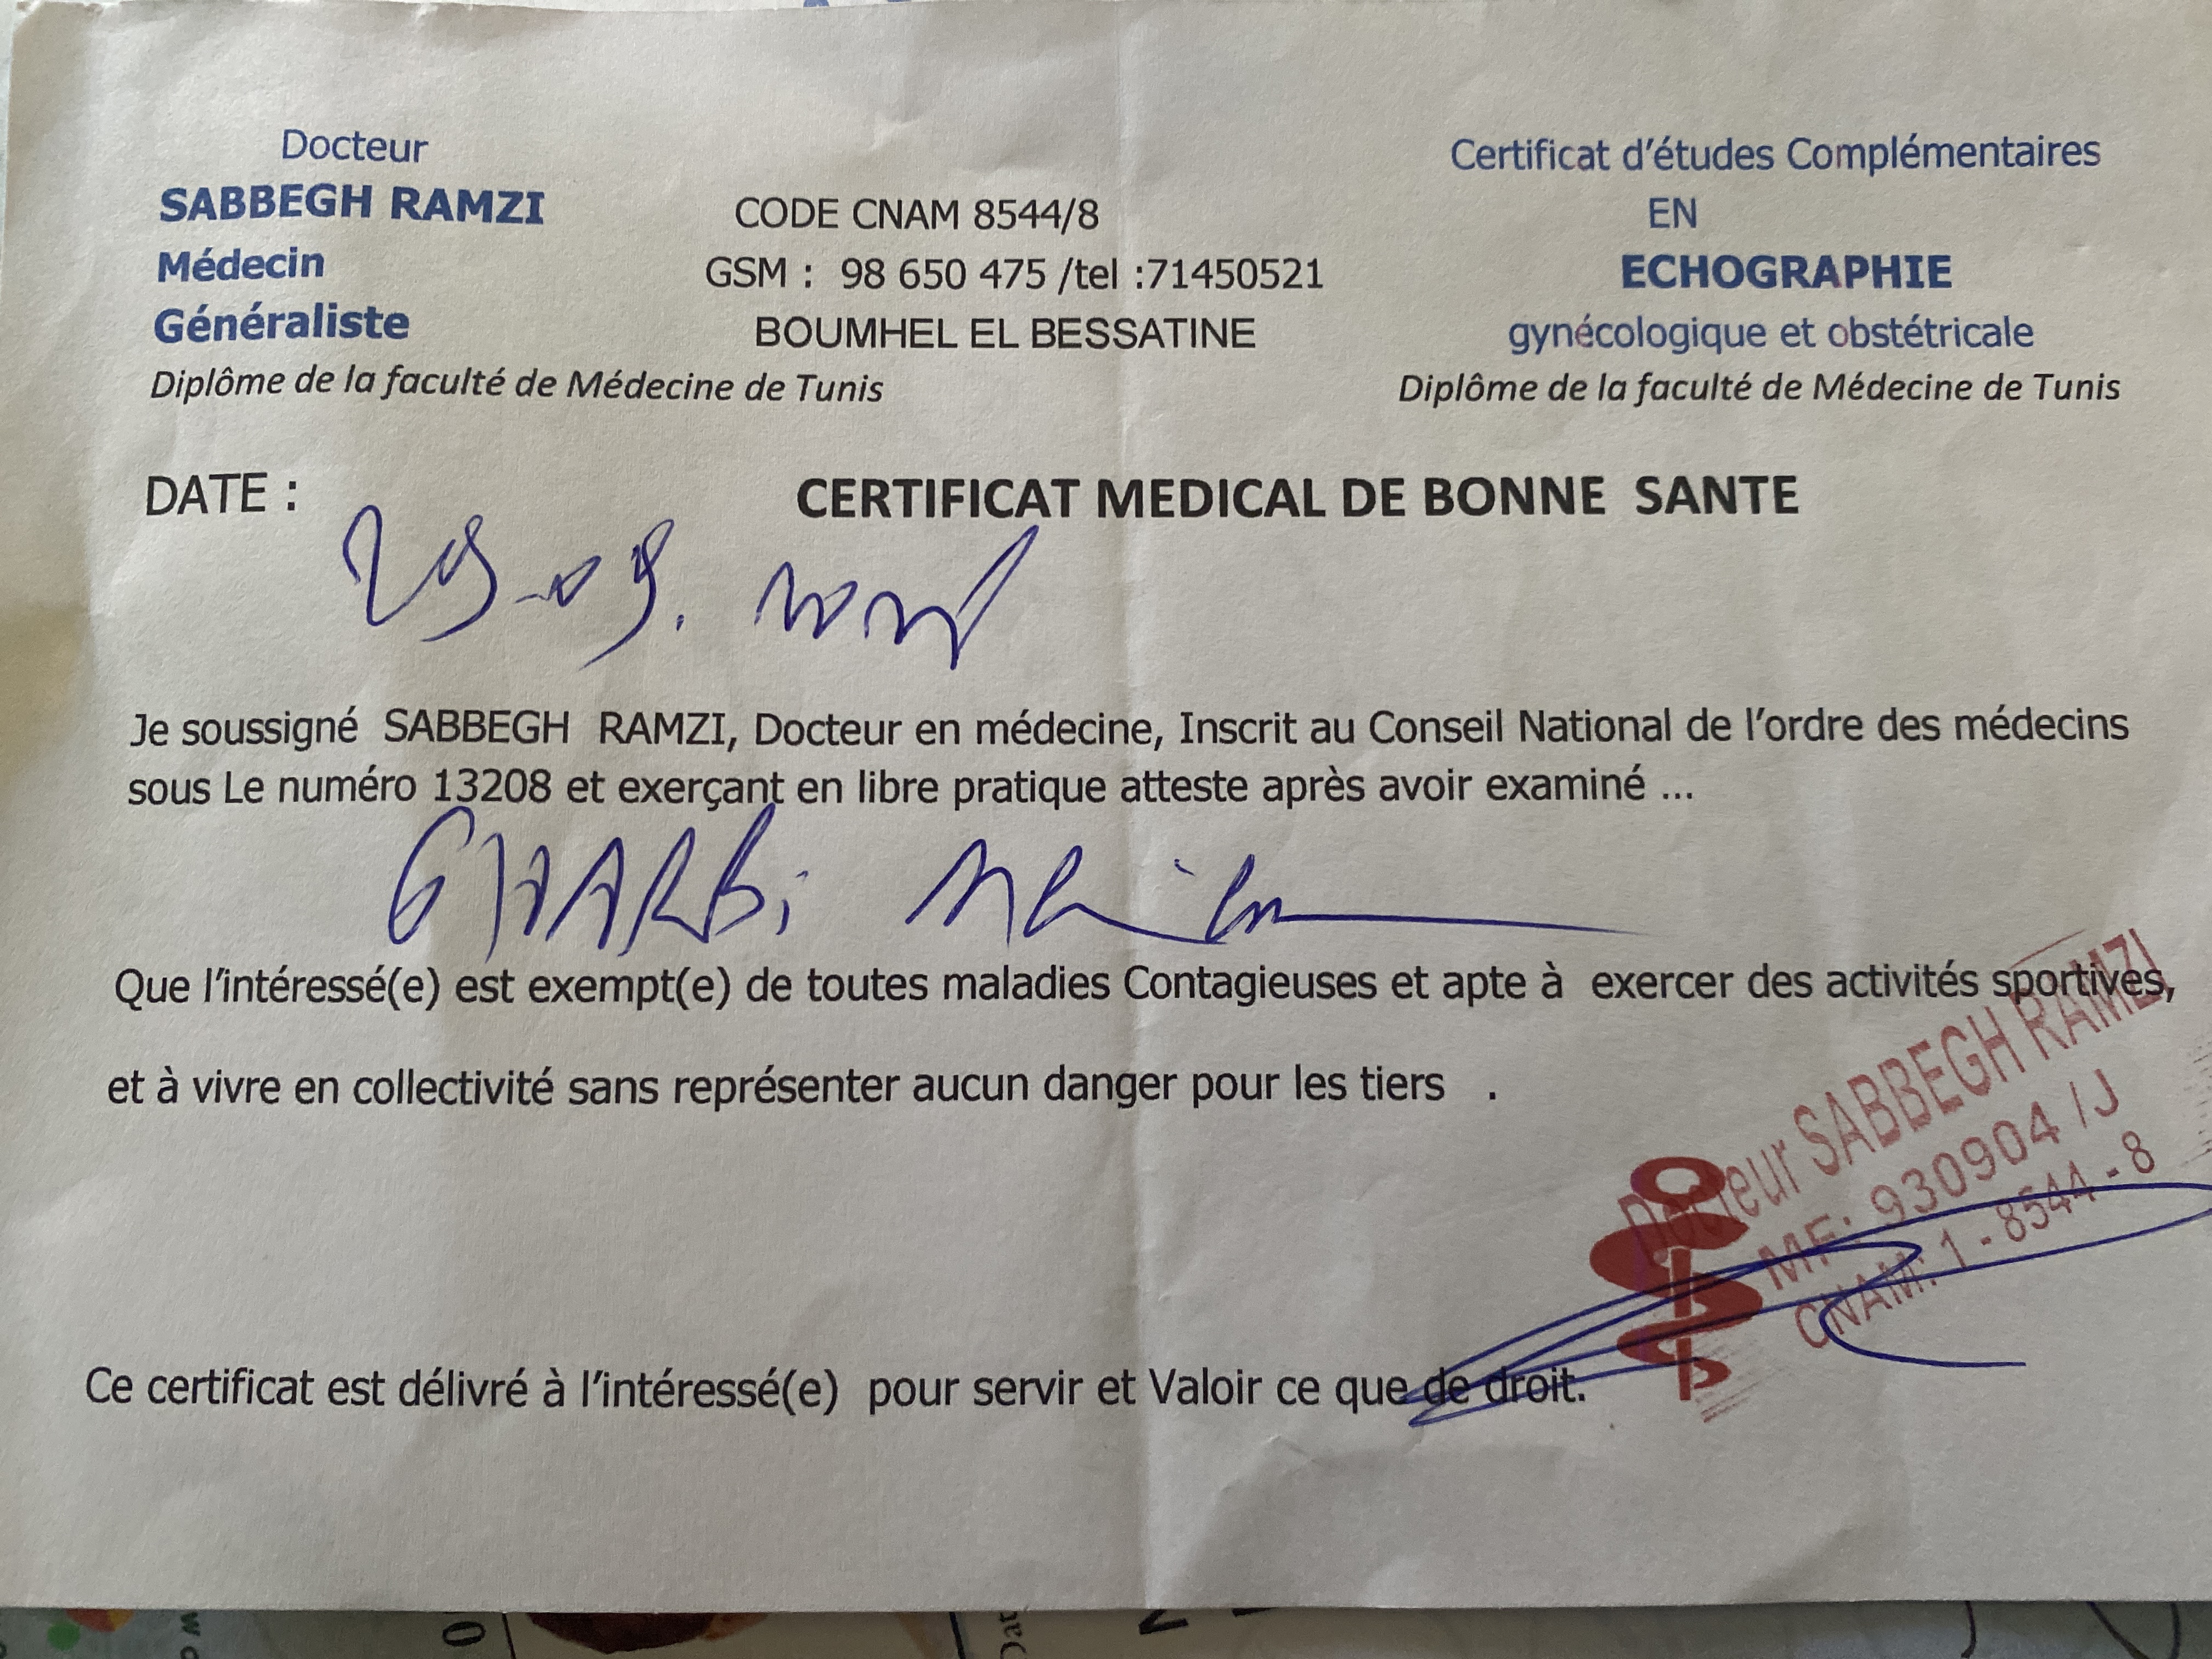 Docteur
SABBEGH RAMZI
Médecin
Généraliste
Diplôme de la faculté de Médecine de Tunis
CODE CNAM 8544/8
GSM : 98 650 475 /tel :71450521
BOUMHEL EL BESSATINE
Certificat d'études Complémentaires
EN
ECHOGRAPHIE
gynécologique et obstétricale
Diplôme de la faculté de Médecine de Tunis
DATE :
CERTIFICAT MEDICAL DE BONNE SANTE
Je soussigné SABBEGH RAMZI, Docteur en médecine, Inscrit au Conseil National de l'ordre des médecins
sous Le numéro 13208 et exerçant en libre pratique atteste après avoir examiné ...
GHARBi
Que l'intéressé(e) est exempt(e) de toutes maladies Contagieuses et apte à exercer des activités sportives,
et à vivre en collectivité sans représenter aucun danger pour les tiers .
Docteur SABBEGH RAMZI
MF: 930904 /J
CNAM: 1 - 8544 - 8
Ce certificat est délivré à l'intéressé(e) pour servir et Valoir ce que de droit.